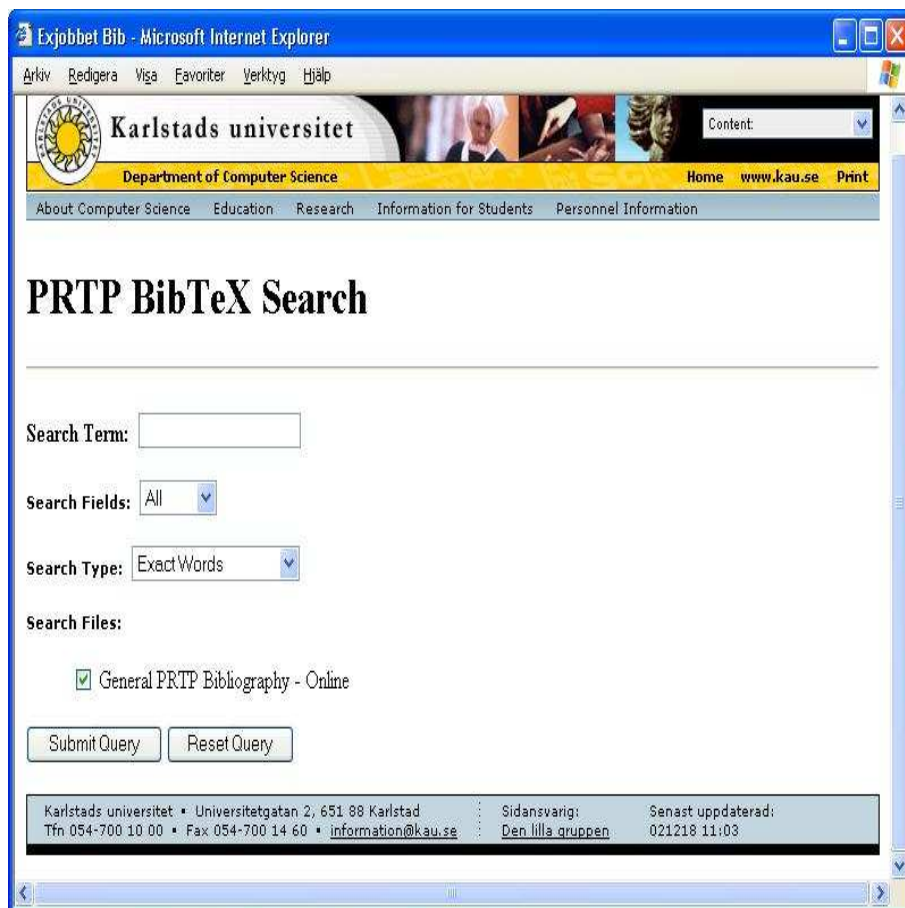 Exjobbet Bib - Microsoft Internet Explorer
Arkiv Redigera Visa Favoriter Verktyg Hjälp
KARLSTADS UNIVERSITET
Karlstads universitet
Content:
Department of Computer Science Home www.kau.se Print
About Computer Science Education Research Information for Students Personnel Information
PRTP BibTeX Search
Search Term:
Search Fields: All
Search Type: Exact Words
Search Files:
General PRTP Bibliography - Online
Submit Query Reset Query
Karlstads universitet ▪ Universitetgatan 2, 651 88 Karlstad Sidansvarig: Senast uppdaterad:
Tfn 054-700 10 00 ▪ Fax 054-700 14 60 ▪ information@kau.se Den lilla gruppen 021218 11:03